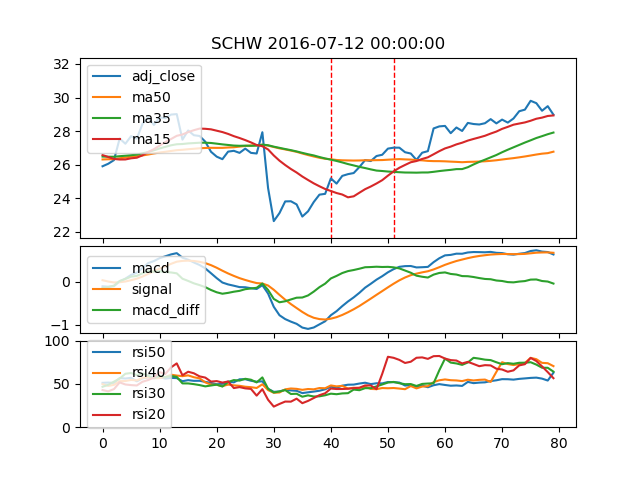 SCHW 2016-07-12 00:00:00
32
30
28
26
24
22
adj_close
ma50
ma35
ma15
0
−1
macd
signal
macd_diff
100
50
0
rsi50
rsi40
rsi30
rsi20
0 10 20 30 40 50 60 70 80